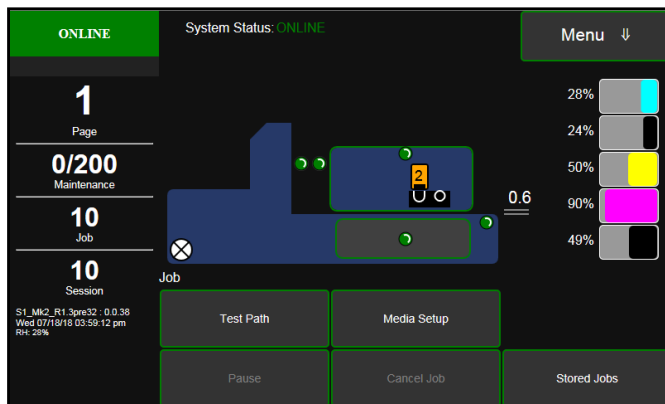 ONLINE
System Status: ONLINE
Menu ⇓
1
Page
0/200
Maintenance
10
Job
10
Session
S1_Mk2_R1.3pre32 : 0.0.38
Wed 07/18/18 03:59:12 pm
RH: 28%
2
0.6
28%
24%
50%
90%
49%
Job
Test Path
Media Setup
Pause
Cancel Job
Stored Jobs